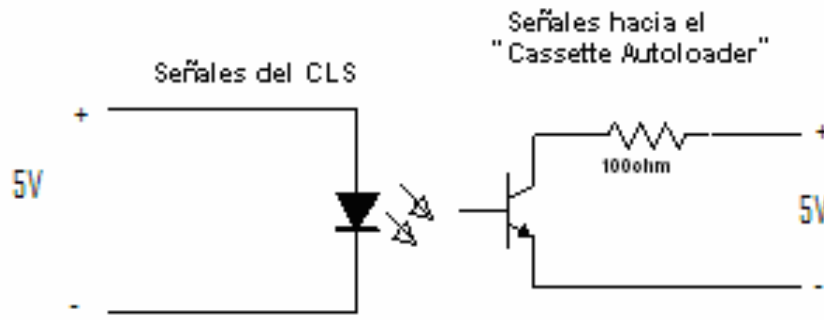 Señales del CLS
+
5V
-
Señales hacia el
"Cassette Autoloader"
100ohm
+
5V
-